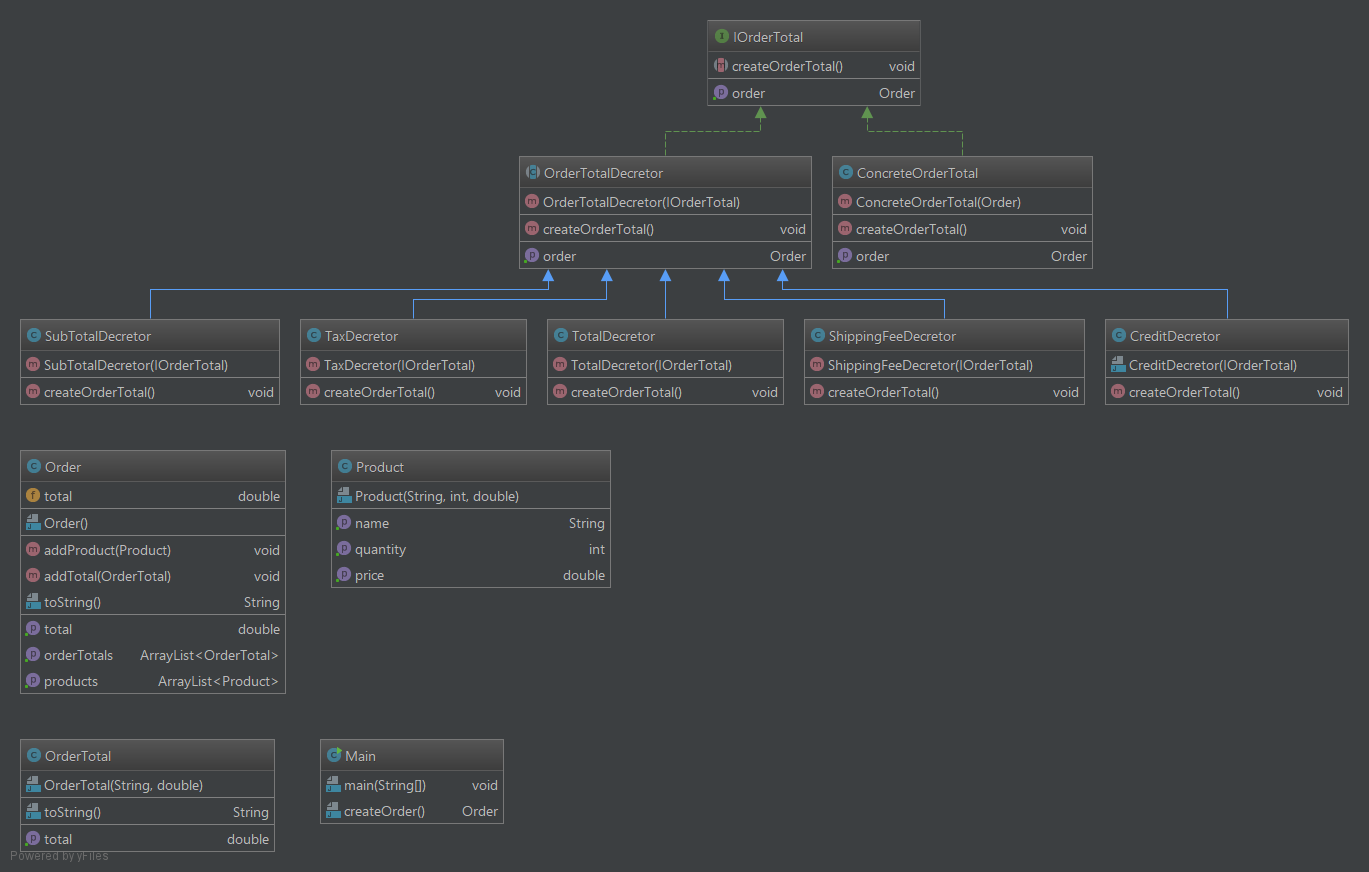 IOrderTotal
createOrderTotal() void
order Order
OrderTotalDecretor
OrderTotalDecretor(IOrderTotal)
createOrderTotal() void
order Order
ConcreteOrderTotal
ConcreteOrderTotal(Order)
createOrderTotal() void
order Order
SubTotalDecretor
SubTotalDecretor(IOrderTotal)
createOrderTotal() void
TaxDecretor
TaxDecretor(IOrderTotal)
createOrderTotal() void
TotalDecretor
TotalDecretor(IOrderTotal)
createOrderTotal() void
ShippingFeeDecretor
ShippingFeeDecretor(IOrderTotal)
createOrderTotal() void
CreditDecretor
CreditDecretor(IOrderTotal)
createOrderTotal() void
Order
total double
Order()
addProduct(Product) void
addTotal(OrderTotal) void
toString() String
total double
orderTotals ArrayList<OrderTotal>
products ArrayList<Product>
Product
Product(String, int, double)
name String
quantity int
price double
OrderTotal
OrderTotal(String, double)
toString() String
total double
Main
main(String[]) void
createOrder() Order
Powered by yFiles